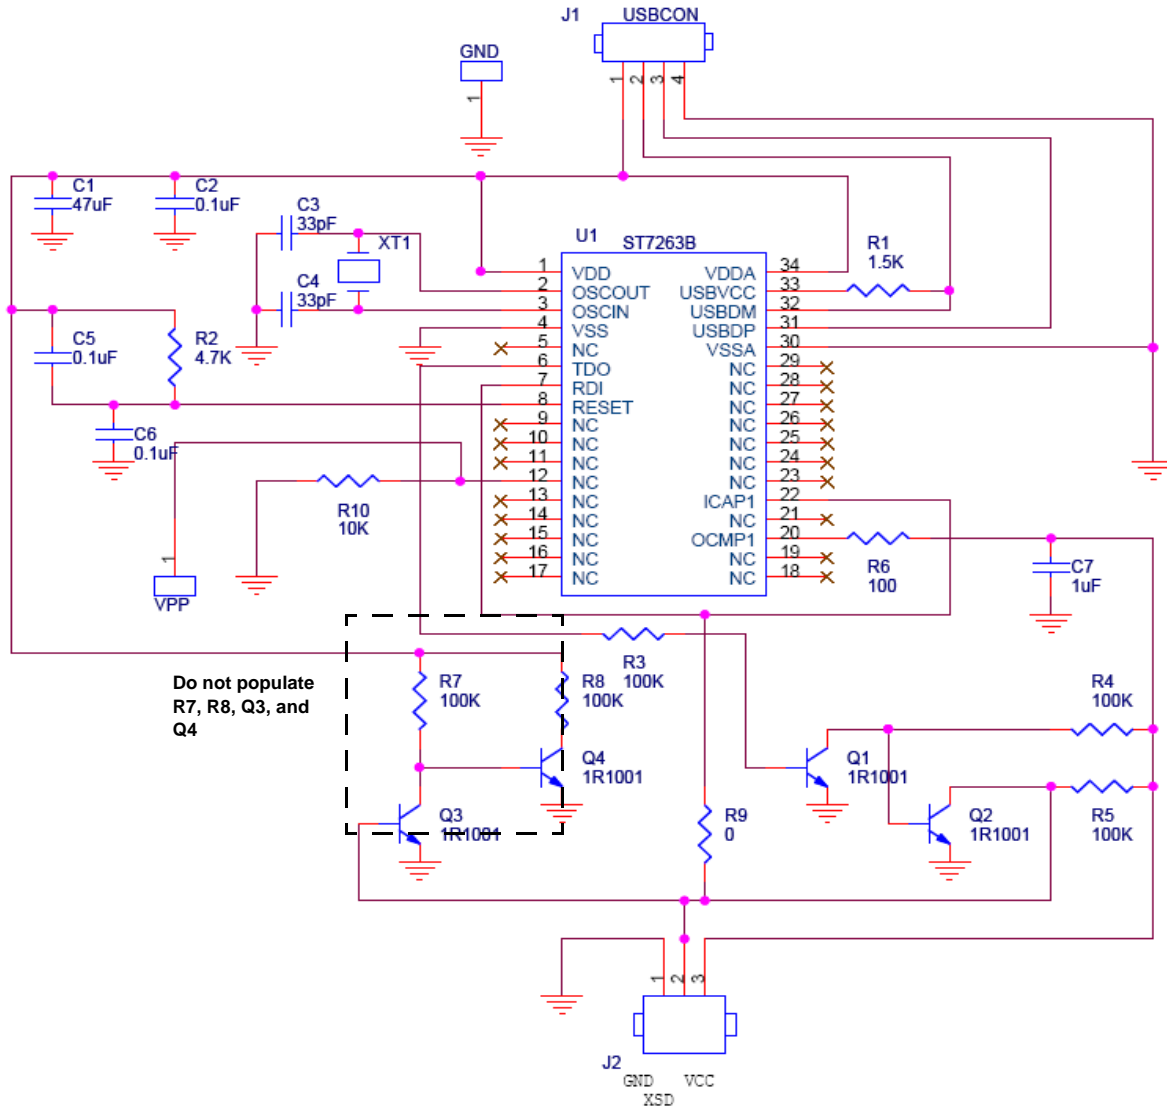 J1 USBCON
1 2 3 4
GND
1
C1
47uF
C2
0.1uF
C3
33pF
XT1
C4
33pF
U1 ST7263B
R1
1.5K
1 VDD VDDA 34
2 OSCOUT USBVCC 33
3 OSCIN USBDM 32
4 VSS USBDP 31
5 NC VSSA 30
6 TDO NC 29
7 RDI NC 28
8 RESET NC 27
9 NC NC 26
10 NC NC 25
11 NC NC 24
12 NC NC 23
13 NC ICAP1 22
14 NC NC 21
15 NC OCMP1 20
16 NC NC 19
17 NC NC 18
C5
0.1uF
R2
4.7K
C6
0.1uF
R10
10K
1
VPP
R6
100
C7
1uF
Do not populate
R7, R8, Q3, and
Q4
R7
100K
R8
100K
R3
100K
R4
100K
Q4
1R1001
Q1
1R1001
Q3
1R1001
R9
0
Q2
1R1001
R5
100K
1 2 3
J2
GND VCC
XSD